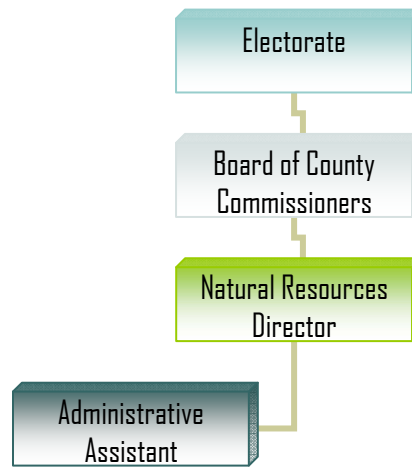 Electorate
Board of County
Commissioners
Natural Resources
Director
Administrative
Assistant